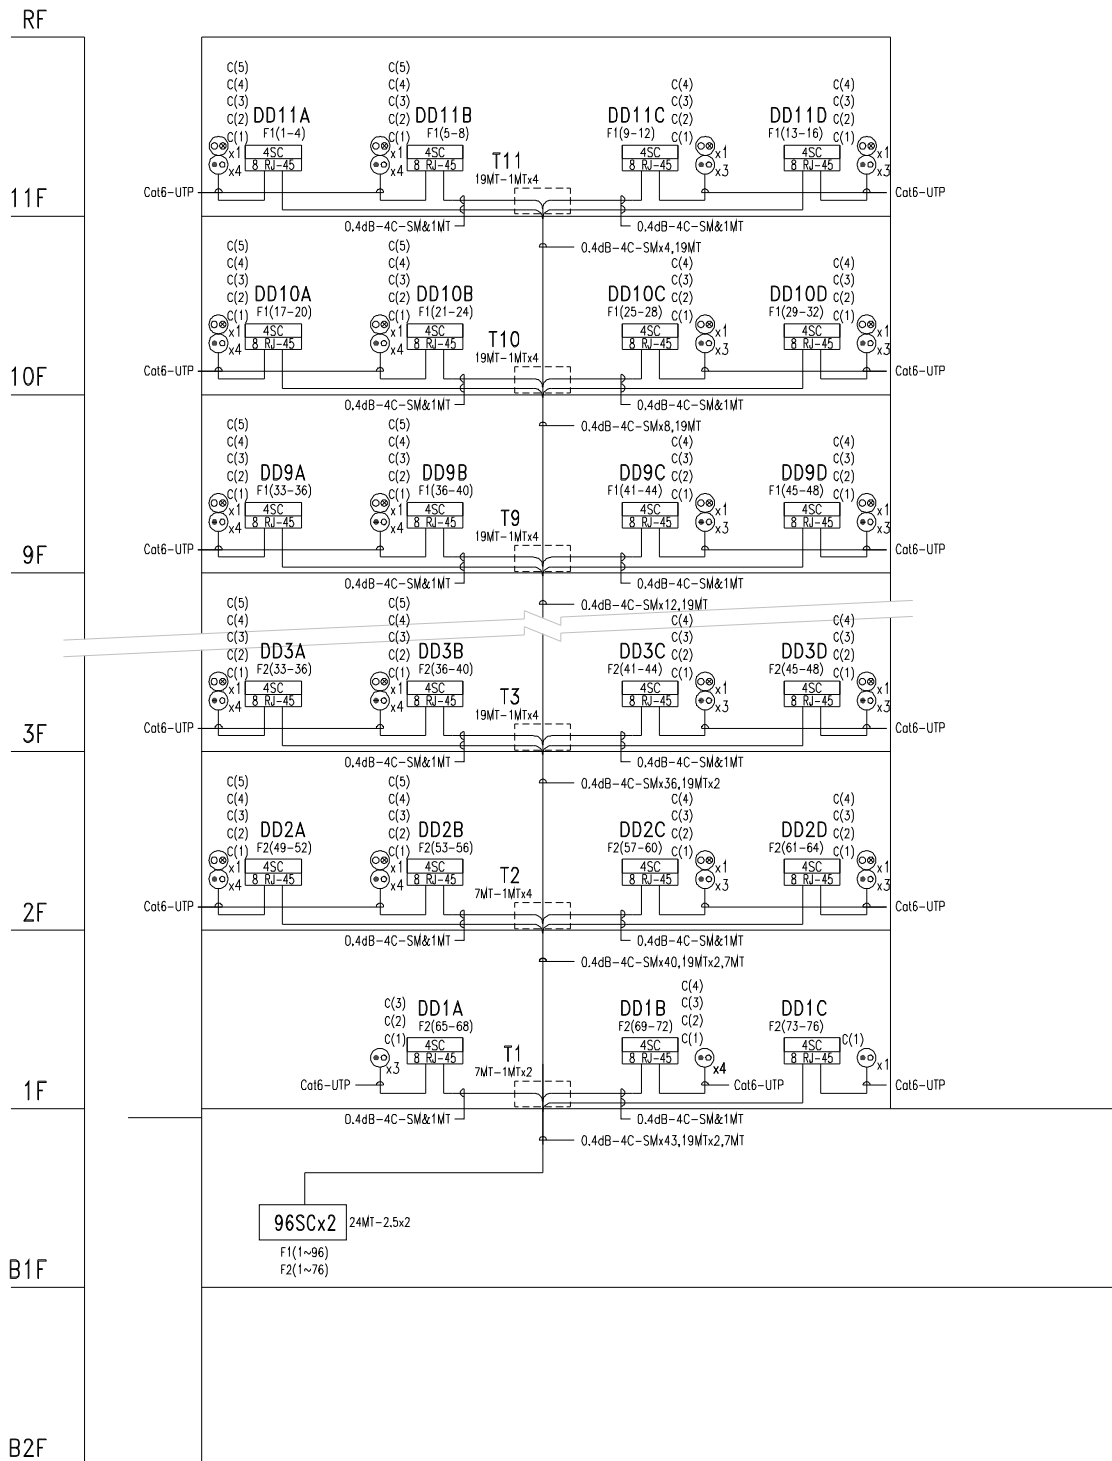 RF
C(5)
C(4)
C(3)
C(2)
C(1)
DD11A
F1(1-4)
4SC
8 RJ-45
x1
x4
C(5)
C(4)
C(3)
C(2)
C(1)
DD11B
F1(5-8)
4SC
8 RJ-45
x1
x4
T11
19MT-1MTx4
C(4)
C(3)
C(2)
C(1)
DD11C
F1(9-12)
4SC
8 RJ-45
x1
x3
C(4)
C(3)
C(2)
C(1)
DD11D
F1(13-16)
4SC
8 RJ-45
x1
x3
Cat6-UTP
Cat6-UTP
11F
0.4dB-4C-SM&1MT
0.4dB-4C-SM&1MT
0.4dB-4C-SMx4,19MT
C(5)
C(4)
C(3)
C(2)
C(1)
DD10A
F1(17-20)
4SC
8 RJ-45
x1
x4
C(5)
C(4)
C(3)
C(2)
C(1)
DD10B
F1(21-24)
4SC
8 RJ-45
x1
x4
T10
19MT-1MTx4
C(4)
C(3)
C(2)
C(1)
DD10C
F1(25-28)
4SC
8 RJ-45
x1
x3
C(4)
C(3)
C(2)
C(1)
DD10D
F1(29-32)
4SC
8 RJ-45
x1
x3
Cat6-UTP
Cat6-UTP
10F
0.4dB-4C-SM&1MT
0.4dB-4C-SM&1MT
0.4dB-4C-SMx8,19MT
C(5)
C(4)
C(3)
C(2)
C(1)
DD9A
F1(33-36)
4SC
8 RJ-45
x1
x4
C(5)
C(4)
C(3)
C(2)
C(1)
DD9B
F1(36-40)
4SC
8 RJ-45
x1
x4
T9
19MT-1MTx4
C(4)
C(3)
C(2)
C(1)
DD9C
F1(41-44)
4SC
8 RJ-45
x1
x3
C(4)
C(3)
C(2)
C(1)
DD9D
F1(45-48)
4SC
8 RJ-45
x1
x3
Cat6-UTP
Cat6-UTP
9F
0.4dB-4C-SM&1MT
0.4dB-4C-SM&1MT
0.4dB-4C-SMx12,19MT
C(5)
C(4)
C(3)
C(2)
C(1)
DD3A
F2(33-36)
4SC
8 RJ-45
x1
x4
C(5)
C(4)
C(3)
C(2)
C(1)
DD3B
F2(36-40)
4SC
8 RJ-45
x1
x4
T3
19MT-1MTx4
C(4)
C(3)
C(2)
C(1)
DD3C
F2(41-44)
4SC
8 RJ-45
x1
x3
C(4)
C(3)
C(2)
C(1)
DD3D
F2(45-48)
4SC
8 RJ-45
x1
x3
Cat6-UTP
Cat6-UTP
3F
0.4dB-4C-SM&1MT
0.4dB-4C-SM&1MT
0.4dB-4C-SMx36,19MTx2
C(5)
C(4)
C(3)
C(2)
C(1)
DD2A
F2(49-52)
4SC
8 RJ-45
x1
x4
C(5)
C(4)
C(3)
C(2)
C(1)
DD2B
F2(53-56)
4SC
8 RJ-45
x1
x4
T2
7MT-1MTx4
C(4)
C(3)
C(2)
C(1)
DD2C
F2(57-60)
4SC
8 RJ-45
x1
x3
C(4)
C(3)
C(2)
C(1)
DD2D
F2(61-64)
4SC
8 RJ-45
x1
x3
Cat6-UTP
Cat6-UTP
2F
0.4dB-4C-SM&1MT
0.4dB-4C-SM&1MT
0.4dB-4C-SMx40,19MTx2,7MT
C(3)
C(2)
C(1)
DD1A
F2(65-68)
4SC
8 RJ-45
x3
T1
7MT-1MTx2
C(4)
C(3)
C(2)
C(1)
DD1B
F2(69-72)
4SC
8 RJ-45
x4
DD1C
F2(73-76)
C(1)
4SC
8 RJ-45
x1
Cat6-UTP
Cat6-UTP
Cat6-UTP
1F
0.4dB-4C-SM&1MT
0.4dB-4C-SM&1MT
0.4dB-4C-SMx43,19MTx2,7MT
96SCx2
24MT-2.5x2
F1(1~96)
F2(1~76)
B1F
B2F